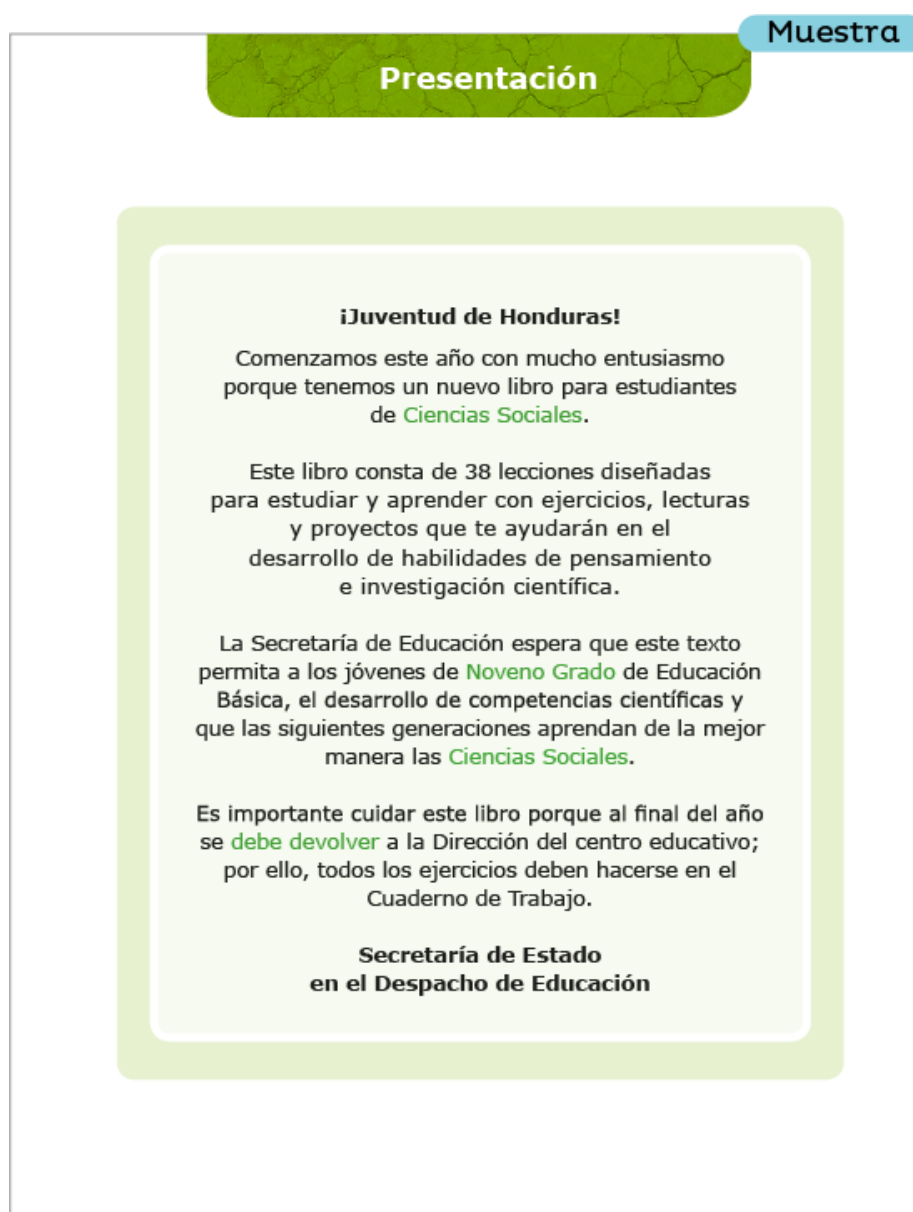 Muestra
Presentación
¡Juventud de Honduras!
Comenzamos este año con mucho entusiasmo
porque tenemos un nuevo libro para estudiantes
de Ciencias Sociales.
Este libro consta de 38 lecciones diseñadas
para estudiar y aprender con ejercicios, lecturas
y proyectos que te ayudarán en el
desarrollo de habilidades de pensamiento
e investigación científica.
La Secretaría de Educación espera que este texto
permita a los jóvenes de Noveno Grado de Educación
Básica, el desarrollo de competencias científicas y
que las siguientes generaciones aprendan de la mejor
manera las Ciencias Sociales.
Es importante cuidar este libro porque al final del año
se debe devolver a la Dirección del centro educativo;
por ello, todos los ejercicios deben hacerse en el
Cuaderno de Trabajo.
Secretaría de Estado
en el Despacho de Educación